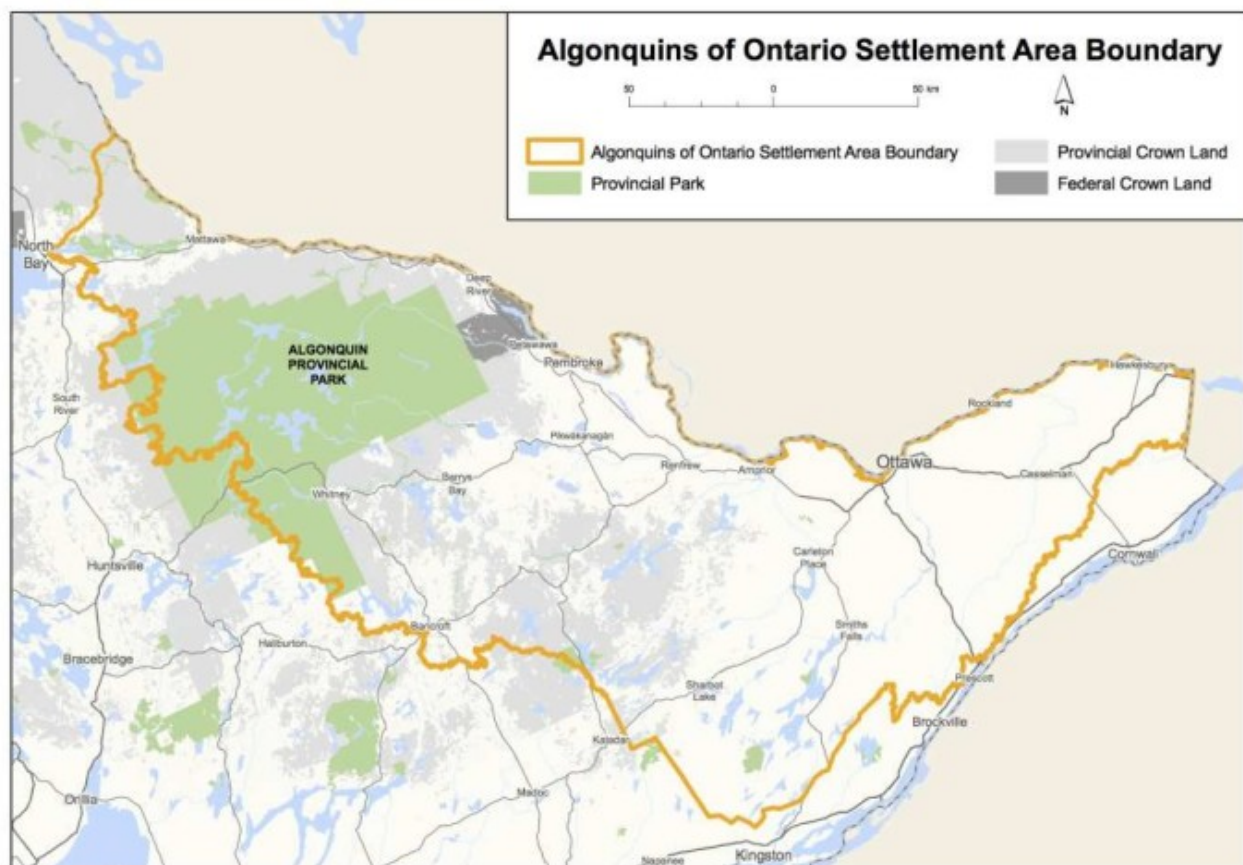 Algonquins of Ontario Settlement Area Boundary
50 0 50 km
N
Algonquins of Ontario Settlement Area Boundary
Provincial Park
Provincial Crown Land
Federal Crown Land
North
Bay
Mattawa
Deep
River
Petawawa
Pembroke
ALGONQUIN
PROVINCIAL
PARK
Hawkesbury
Rockland
South
River
Pikwakanagán
Renfrew
Arnprior
Ottawa
Casselman
Whitney
Barrys
Bay
Huntsville
Carleton
Place
Cornwall
Bancroft
Smiths
Falls
Haliburton
Bracebridge
Sharbot
Lake
Prescott
Brockville
Kaladar
Madoc
Orillia
Napanee
Kingston